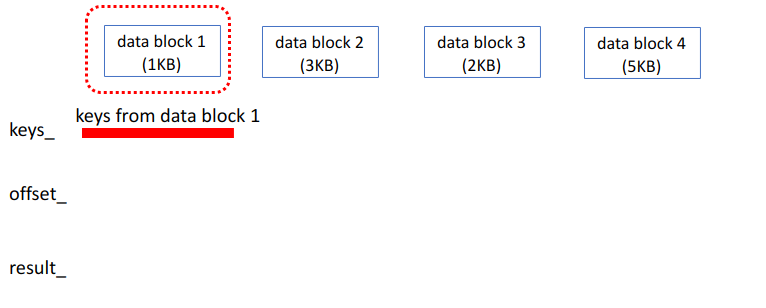 data block 1
(1KB)
data block 2
(3KB)
data block 3
(2KB)
data block 4
(5KB)
keys from data block 1
keys_
offset_
result_